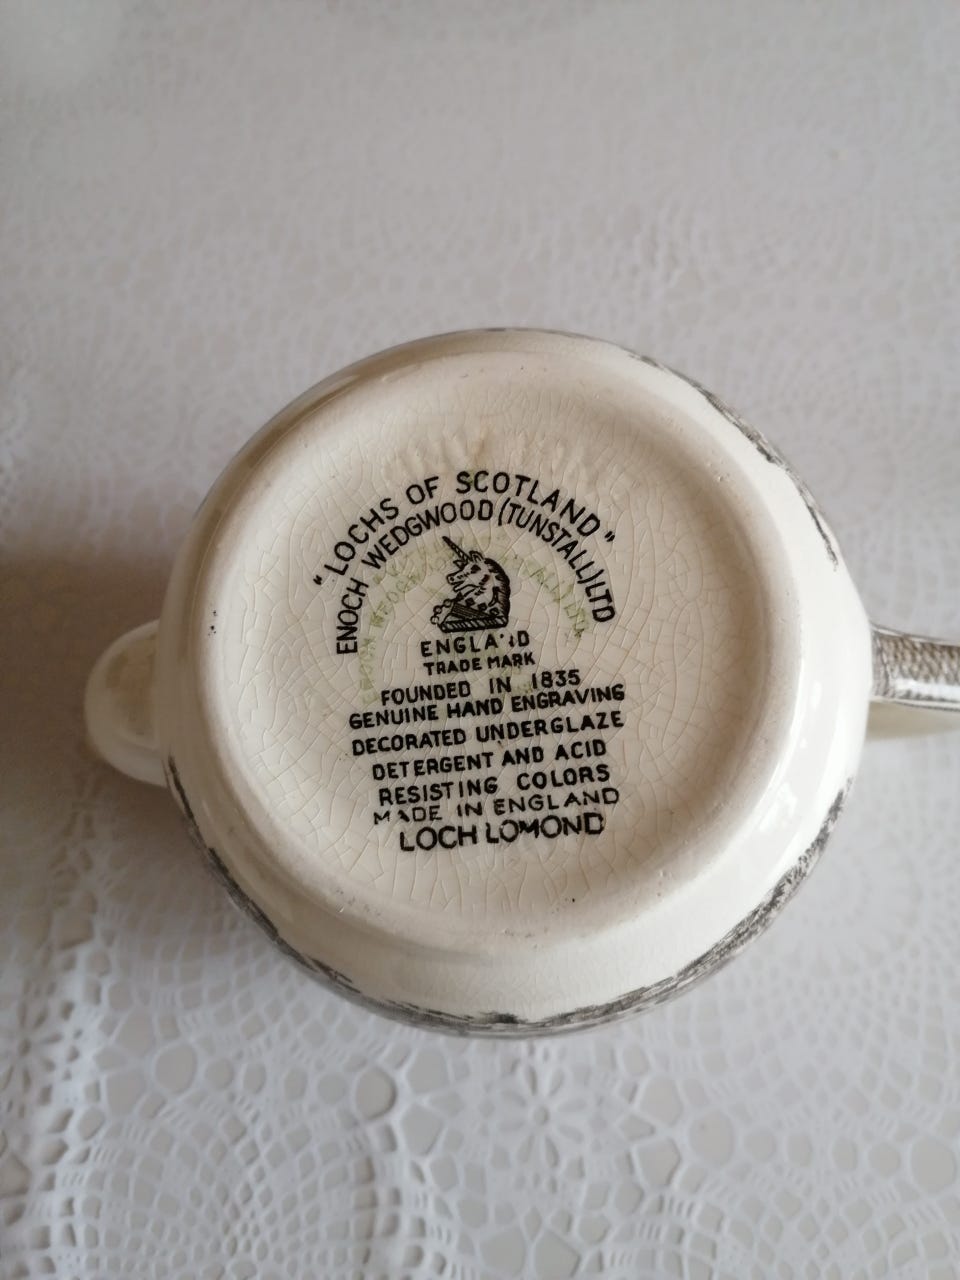 "LOCHS OF SCOTLAND"
ENOCH WEDGWOOD (TUNSTALL) LTD
ENGLA D
TRADE MARK
FOUNDED IN 1835
GENUINE HAND ENGRAVING
DECORATED UNDERGLAZE
DETERGENT AND ACID
RESISTING COLORS
MADE IN ENGLAND
LOCH LOMOND